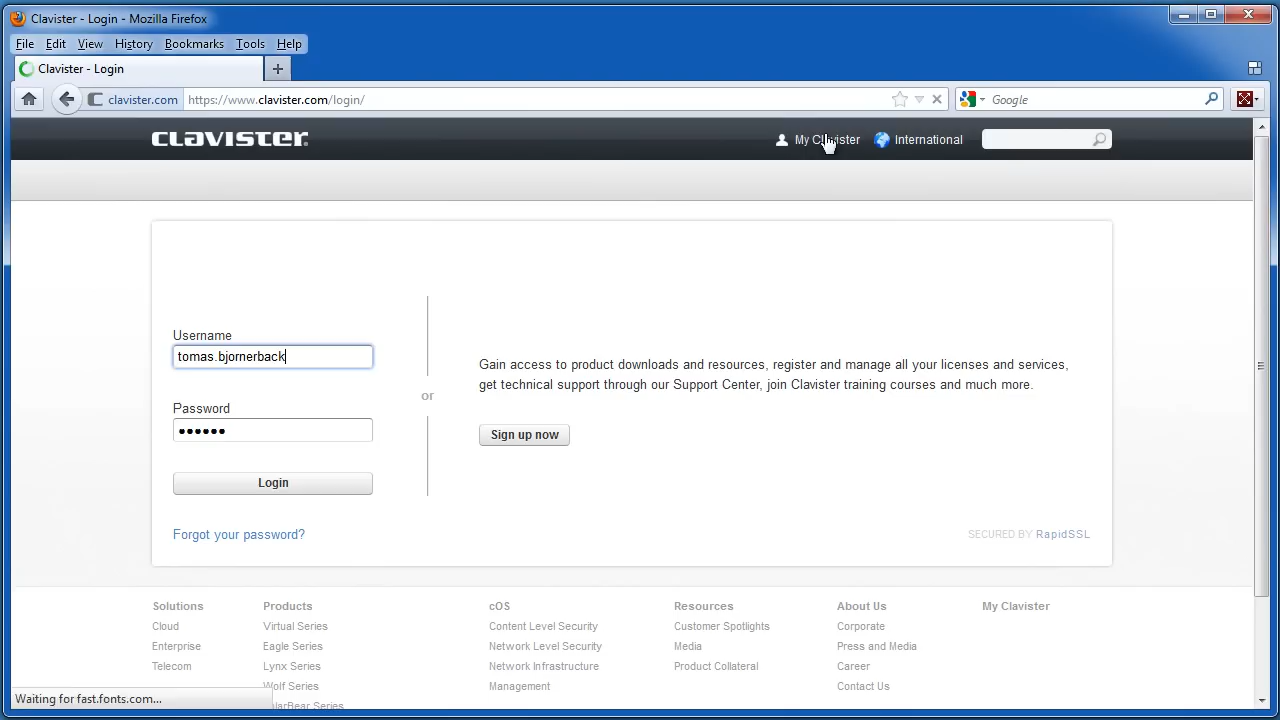 Clavister - Login - Mozilla Firefox
File Edit View History Bookmarks Tools Help
Clavister - Login
clavister.com https://www.clavister.com/login/
Google
CLAVISTER
My Clavister International
Username
tomas.bjornerback
Password
Login
Forgot your password?
or
Gain access to product downloads and resources, register and manage all your licenses and services,
get technical support through our Support Center, join Clavister training courses and much more.
Sign up now
SECURED BY RapidSSL
Solutions Products cOS Resources About Us My Clavister
Cloud Virtual Series Content Level Security Customer Spotlights Corporate
Enterprise Eagle Series Network Level Security Media Press and Media
Telecom Lynx Series Network Infrastructure Product Collateral Career
Wolf Series Management Contact Us
Waiting for fast.fonts.com...